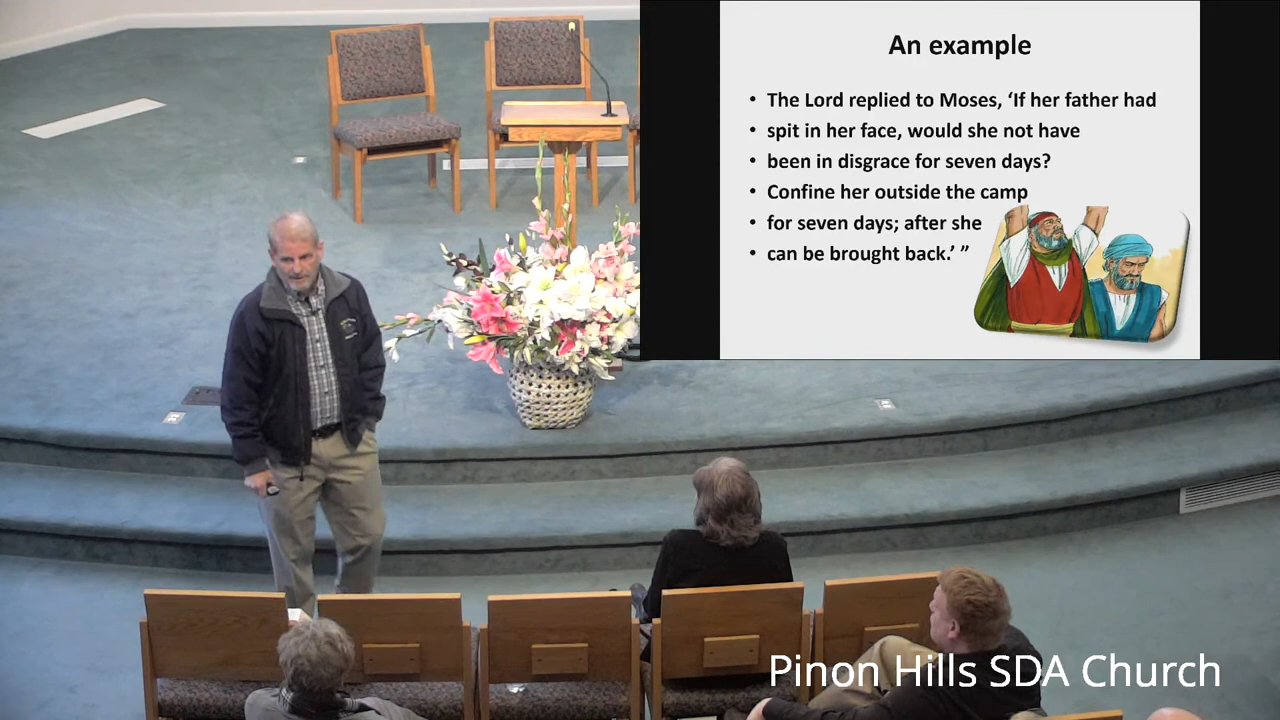 An example
• The Lord replied to Moses, ‘If her father had
• spit in her face, would she not have
• been in disgrace for seven days?
• Confine her outside the camp
• for seven days; after she
• can be brought back.’ ”
Pinon Hills SDA Church